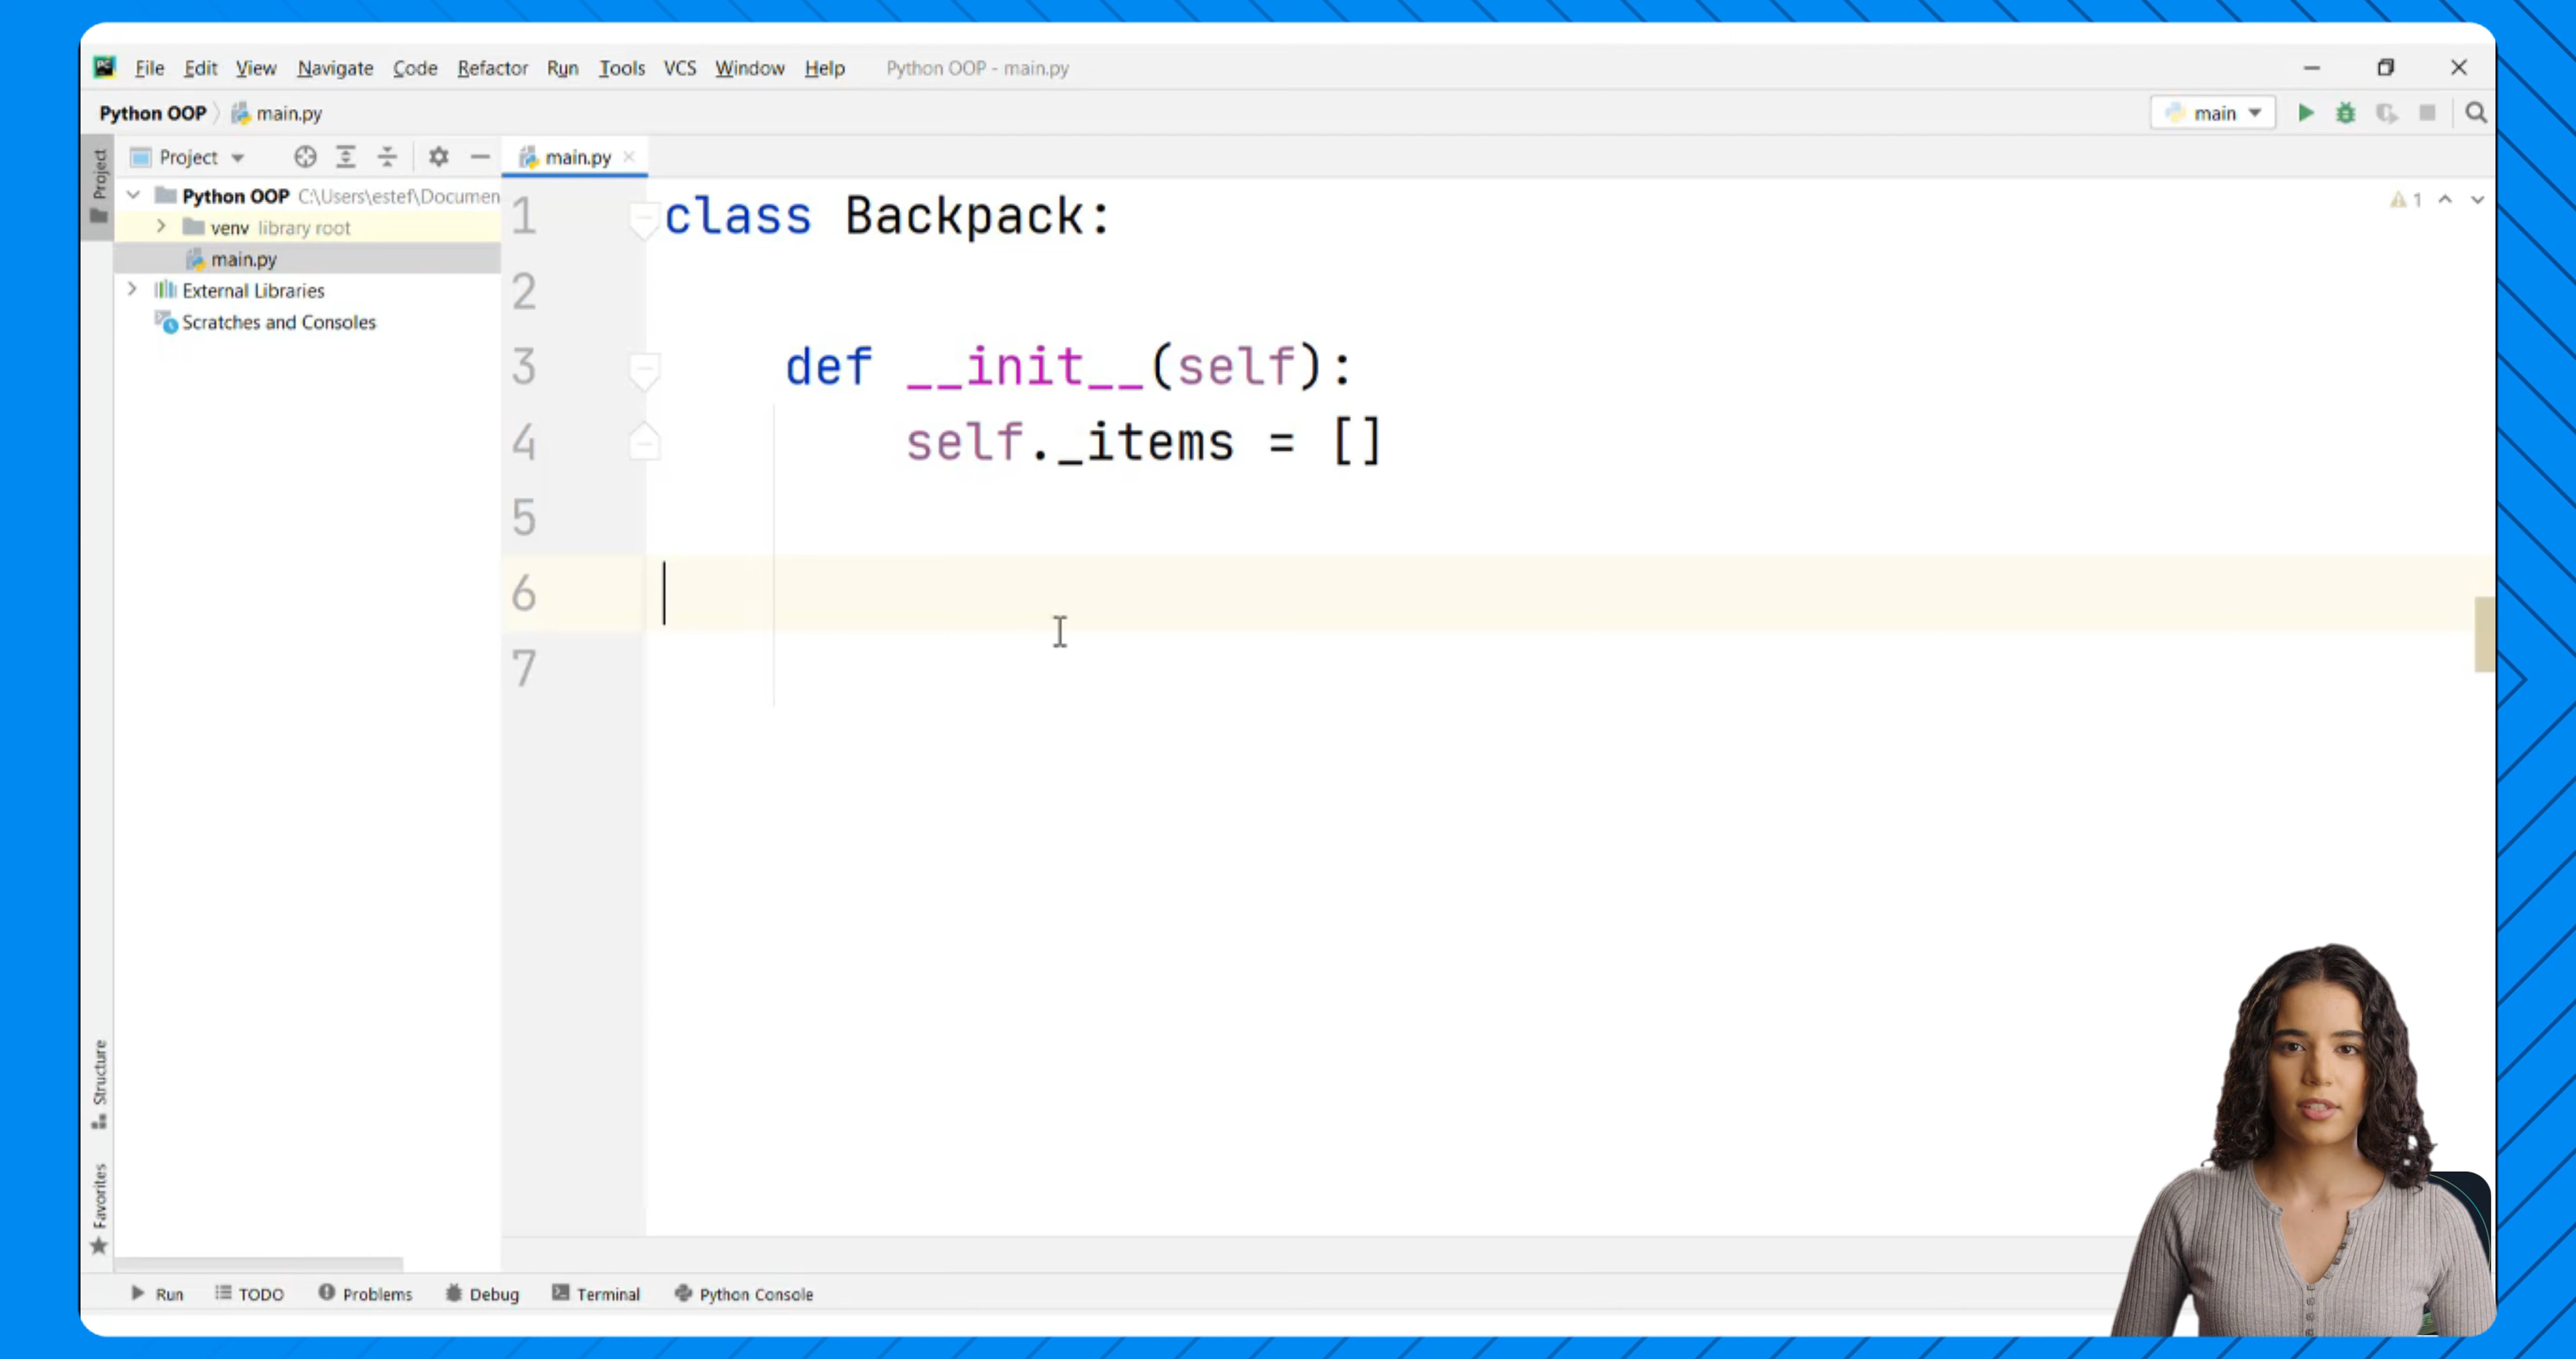 File Edit View Navigate Code Refactor Run Tools VCS Window Help Python OOP - main.py
Python OOP main.py main
Project
Project
main.py
Python OOP C:\Users\estef\Documen
venv library root
main.py
External Libraries
Scratches and Consoles
1
1 class Backpack:
2
3 def __init__(self):
4 self._items = []
5
6
7
Structure
Favorites
Run TODO Problems Debug Terminal Python Console